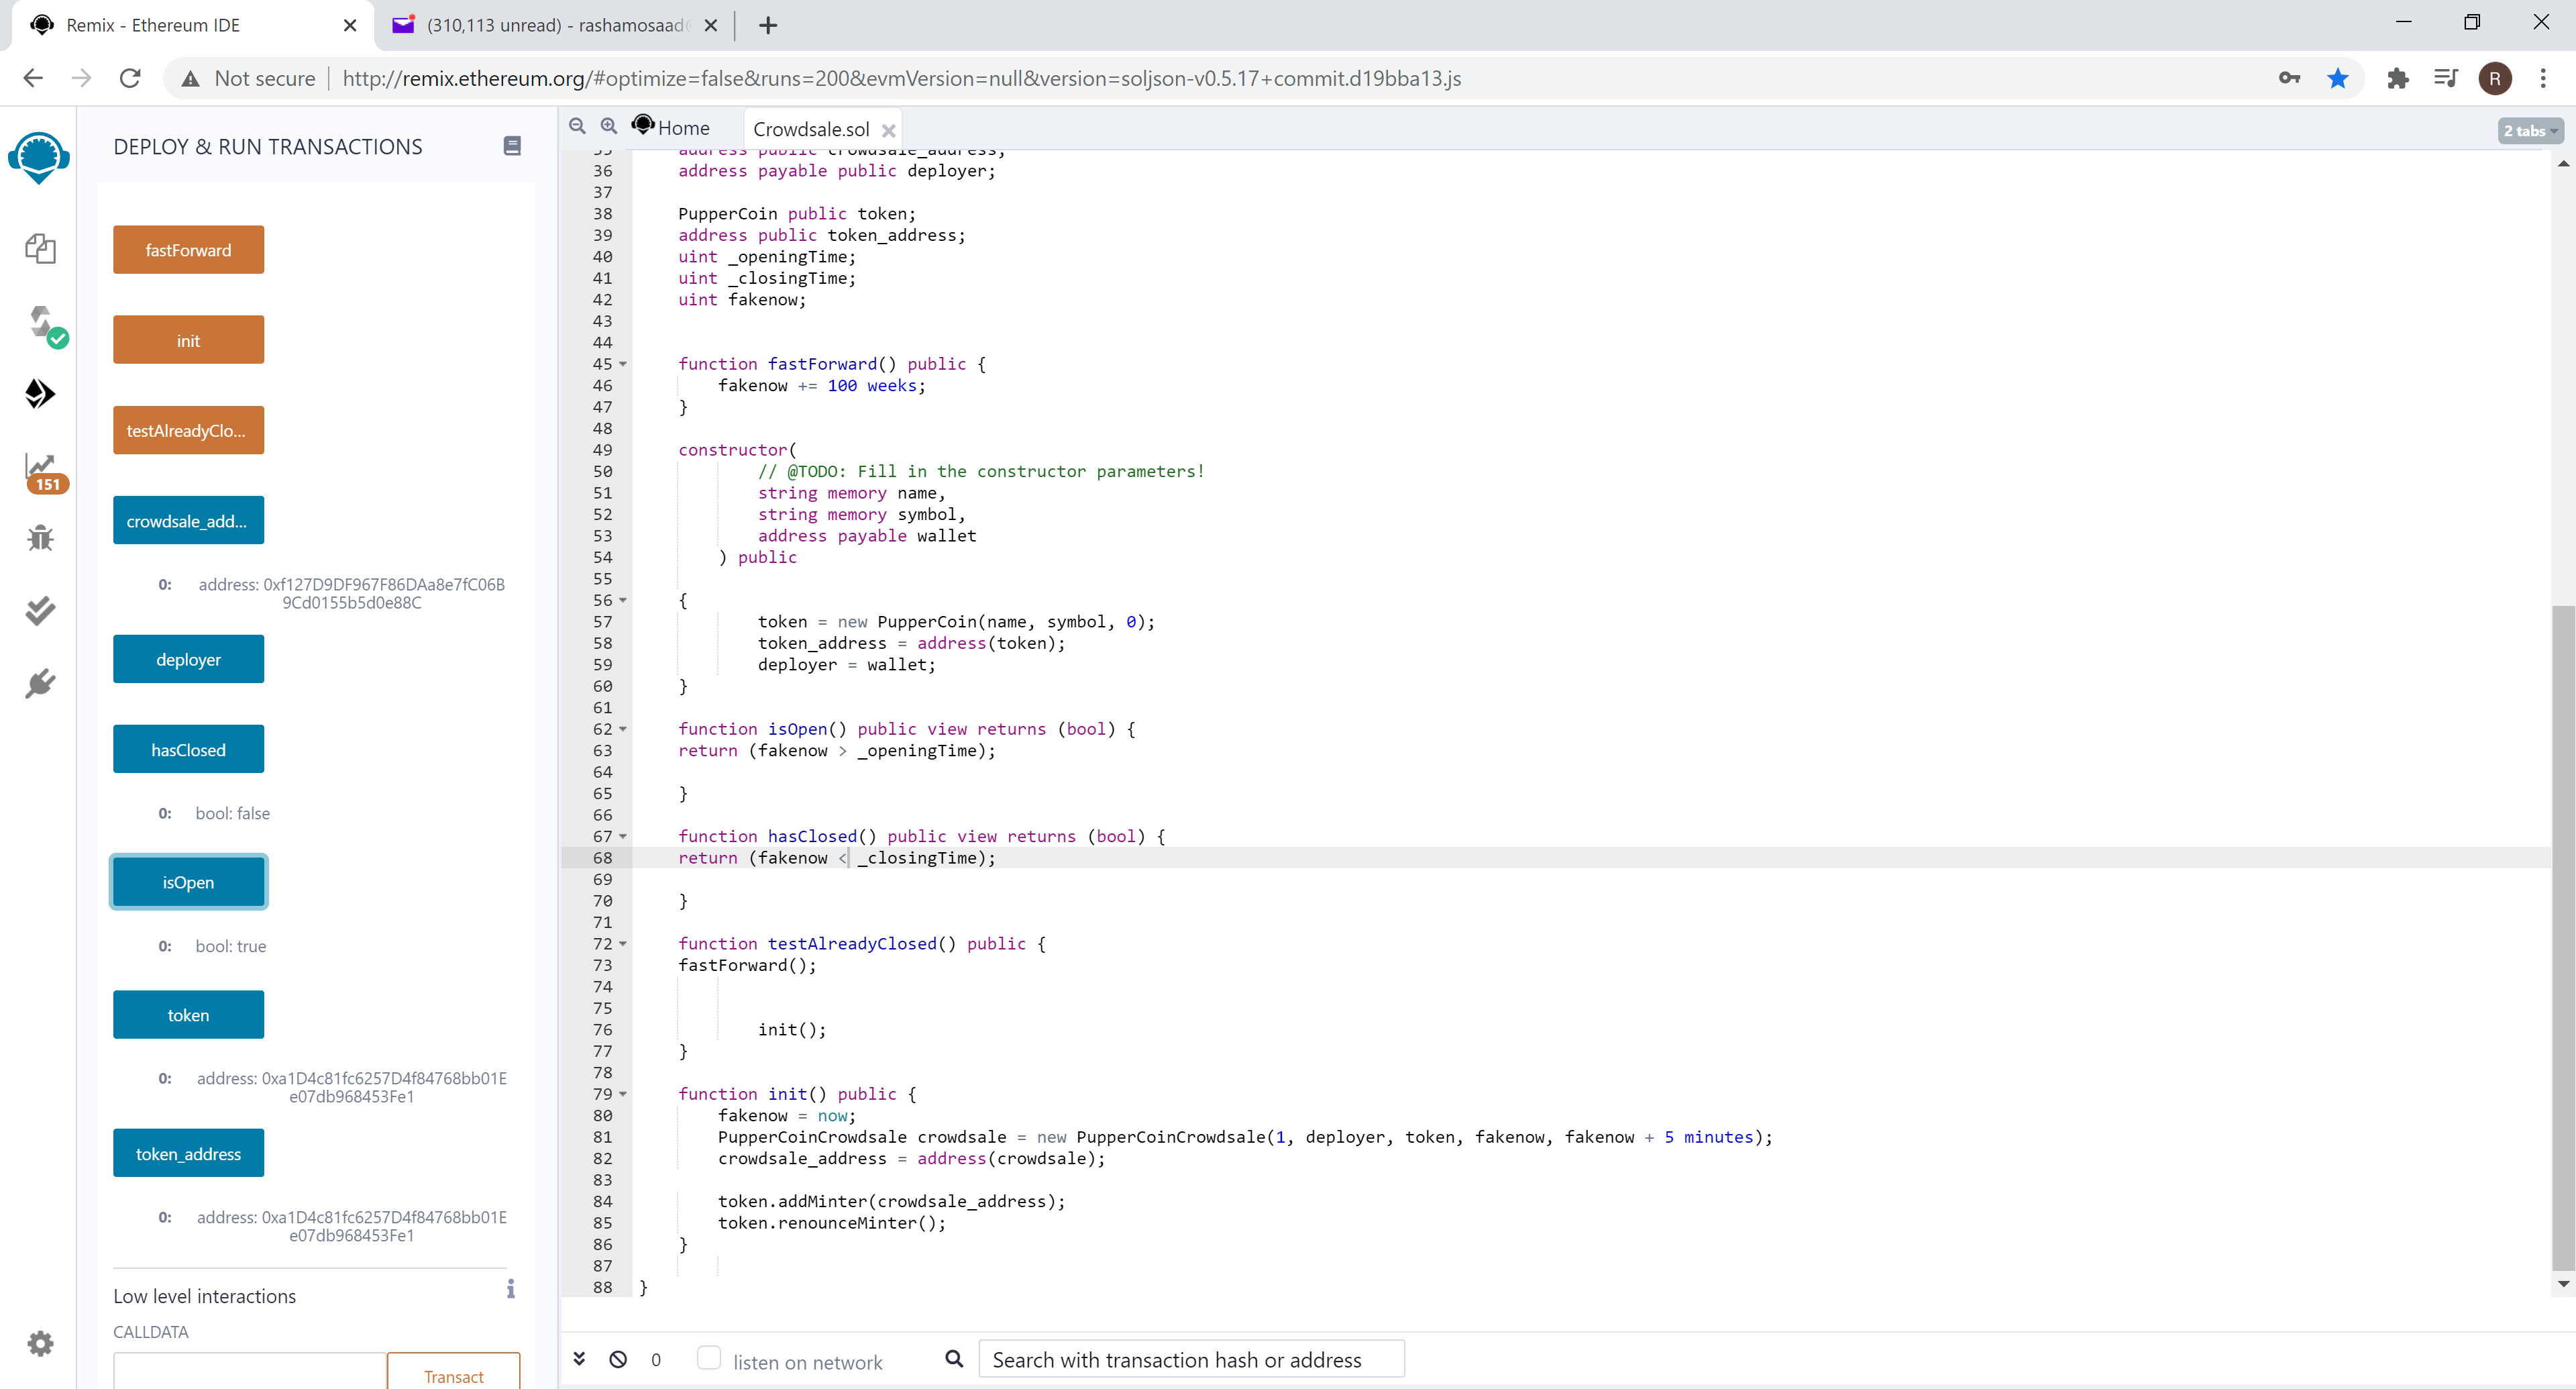 Remix - Ethereum IDE
(310,113 unread) - rashamosaad
Not secure
http://remix.ethereum.org/#optimize=false&runs=200&evmVersion=null&version=soljson-v0.5.17+commit.d19bba13.js
R
DEPLOY & RUN TRANSACTIONS
fastForward
init
testAlreadyClo...
crowdsale_add...
0: address: 0xf127D9DF967F86DAa8e7fC06B
9Cd0155b5d0e88C
deployer
hasClosed
0: bool: false
isOpen
0: bool: true
token
0: address: 0xa1D4c81fc6257D4f84768bb01E
e07db968453Fe1
token_address
0: address: 0xa1D4c81fc6257D4f84768bb01E
e07db968453Fe1
Low level interactions
CALLDATA
Transact
151
Home
Crowdsale.sol
2 tabs
35 address public crowdsale_address;
36 address payable public deployer;
37
38 PupperCoin public token;
39 address public token_address;
40 uint _openingTime;
41 uint _closingTime;
42 uint fakenow;
43
44
45 function fastForward() public {
46 fakenow += 100 weeks;
47 }
48
49 constructor(
50 // @TODO: Fill in the constructor parameters!
51 string memory name,
52 string memory symbol,
53 address payable wallet
54 ) public
55
56 {
57 token = new PupperCoin(name, symbol, 0);
58 token_address = address(token);
59 deployer = wallet;
60 }
61
62 function isOpen() public view returns (bool) {
63 return (fakenow > _openingTime);
64
65 }
66
67 function hasClosed() public view returns (bool) {
68 return (fakenow < _closingTime);
69
70 }
71
72 function testAlreadyClosed() public {
73 fastForward();
74
75
76 init();
77 }
78
79 function init() public {
80 fakenow = now;
81 PupperCoinCrowdsale crowdsale = new PupperCoinCrowdsale(1, deployer, token, fakenow, fakenow + 5 minutes);
82 crowdsale_address = address(crowdsale);
83
84 token.addMinter(crowdsale_address);
85 token.renounceMinter();
86 }
87
88 }
0
listen on network
Search with transaction hash or address